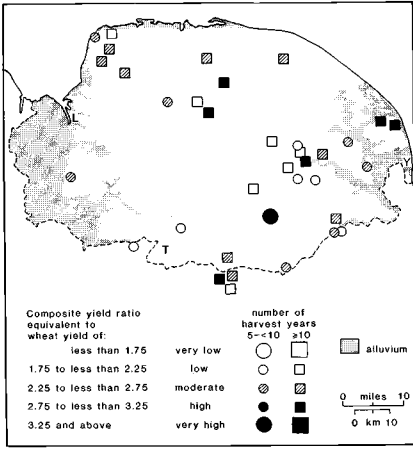 L
Y
T
Composite yield ratio
equivalent to
wheat yield of:
number of
harvest years
5-<10 ≥10
less than 1.75 very low
1.75 to less than 2.25 low
2.25 to less than 2.75 moderate
2.75 to less than 3.25 high
3.25 and above very high
alluvium
0 miles 10
0 km 10